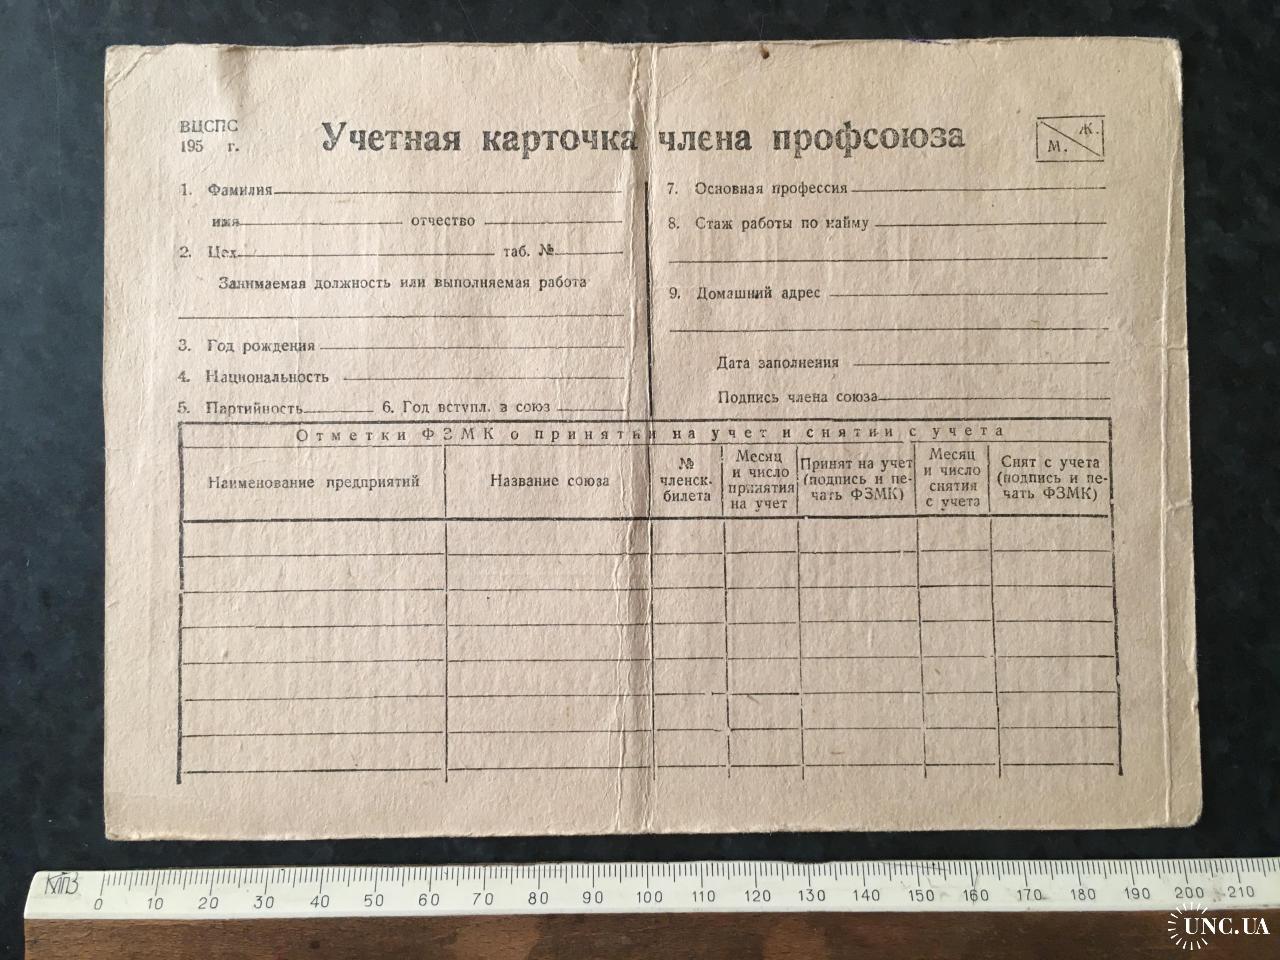 ВЦСПС
195 г.
Учетная карточка члена профсоюза
Ж.
М.
1. Фамилия
имя отчество
2. Цех таб. №
Занимаемая должность или выполняемая работа
3. Год рождения
4. Национальность
5. Партийность 6. Год вступл. в союз
7. Основная профессия
8. Стаж работы по найму
9. Домашний адрес
Дата заполнения
Подпись члена союза
Отметки ФЗМК о принятии на учет и снятии с учета
Наименование предприятий
Название союза
№
членск.
билета
Месяц
и число
принятия
на учет
Принят на учет
(подпись и пе-
чать ФЗМК)
Месяц
и число
снятия
с учета
Снят с учета
(подпись и пе-
чать ФЗМК)
0 10 20 30 40 50 60 70 80 90 100 110 120 130 140 150 160 170 180 190 200 210
UNC.UA